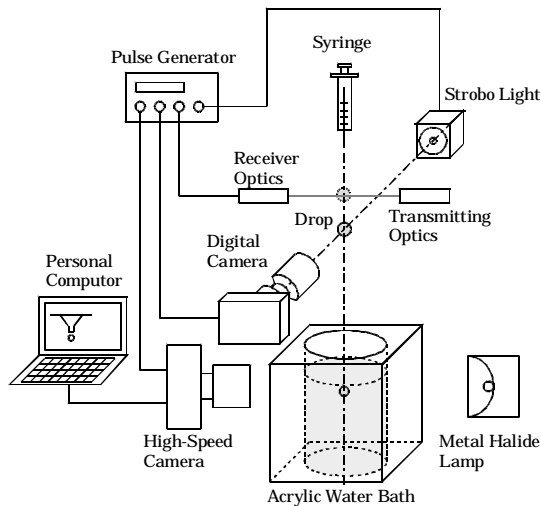 Pulse Generator
Syringe
Strobo Light
Receiver
Optics
Drop
Transmitting
Optics
Digital
Camera
Personal
Computor
High-Speed
Camera
Metal Halide
Lamp
Acrylic Water Bath